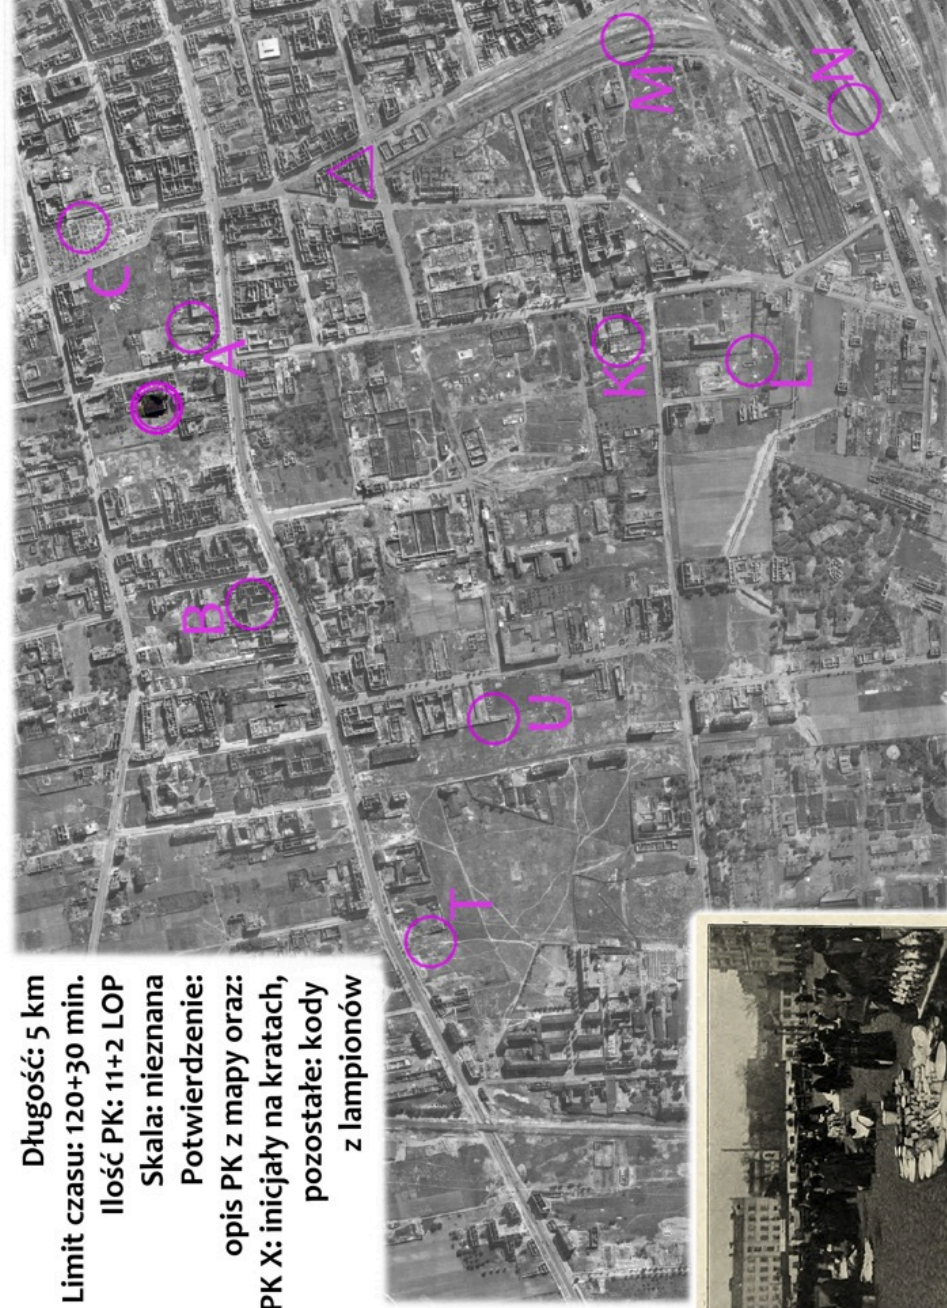 Długość: 5 km
Limit czasu: 120+30 min.
Ilość PK: 11+2 LOP
Skala: nieznana
Potwierdzenie:
opis PK z mapy oraz:
PK X: inicjały na kratach,
pozostałe: kody
z lampionów
T
B
U
C
A
K
L
M
N